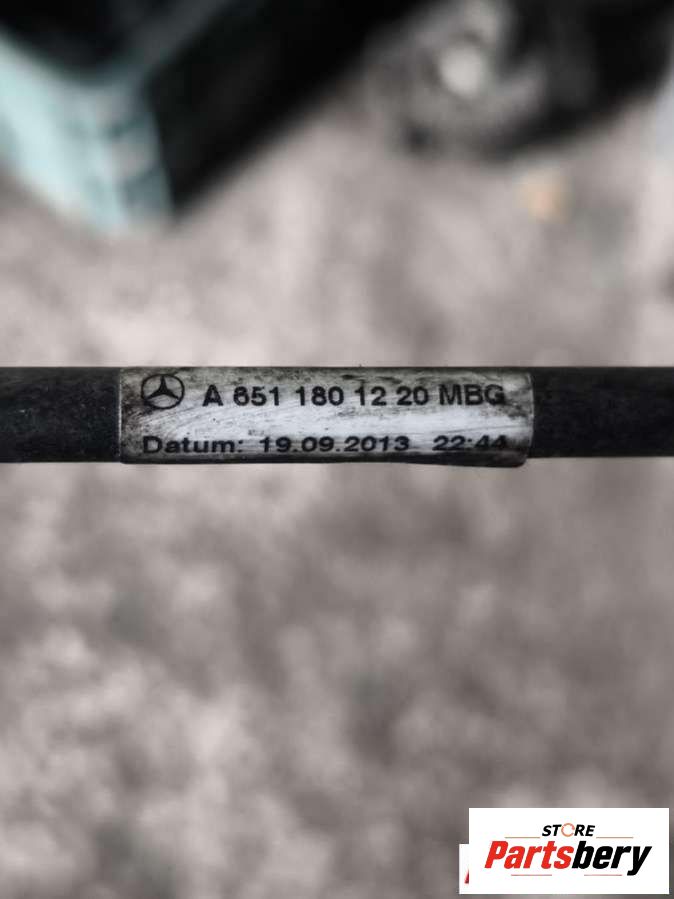 A 651 180 12 20 MBG
Datum: 19.09.2013 22:44
STORE
Partsbery